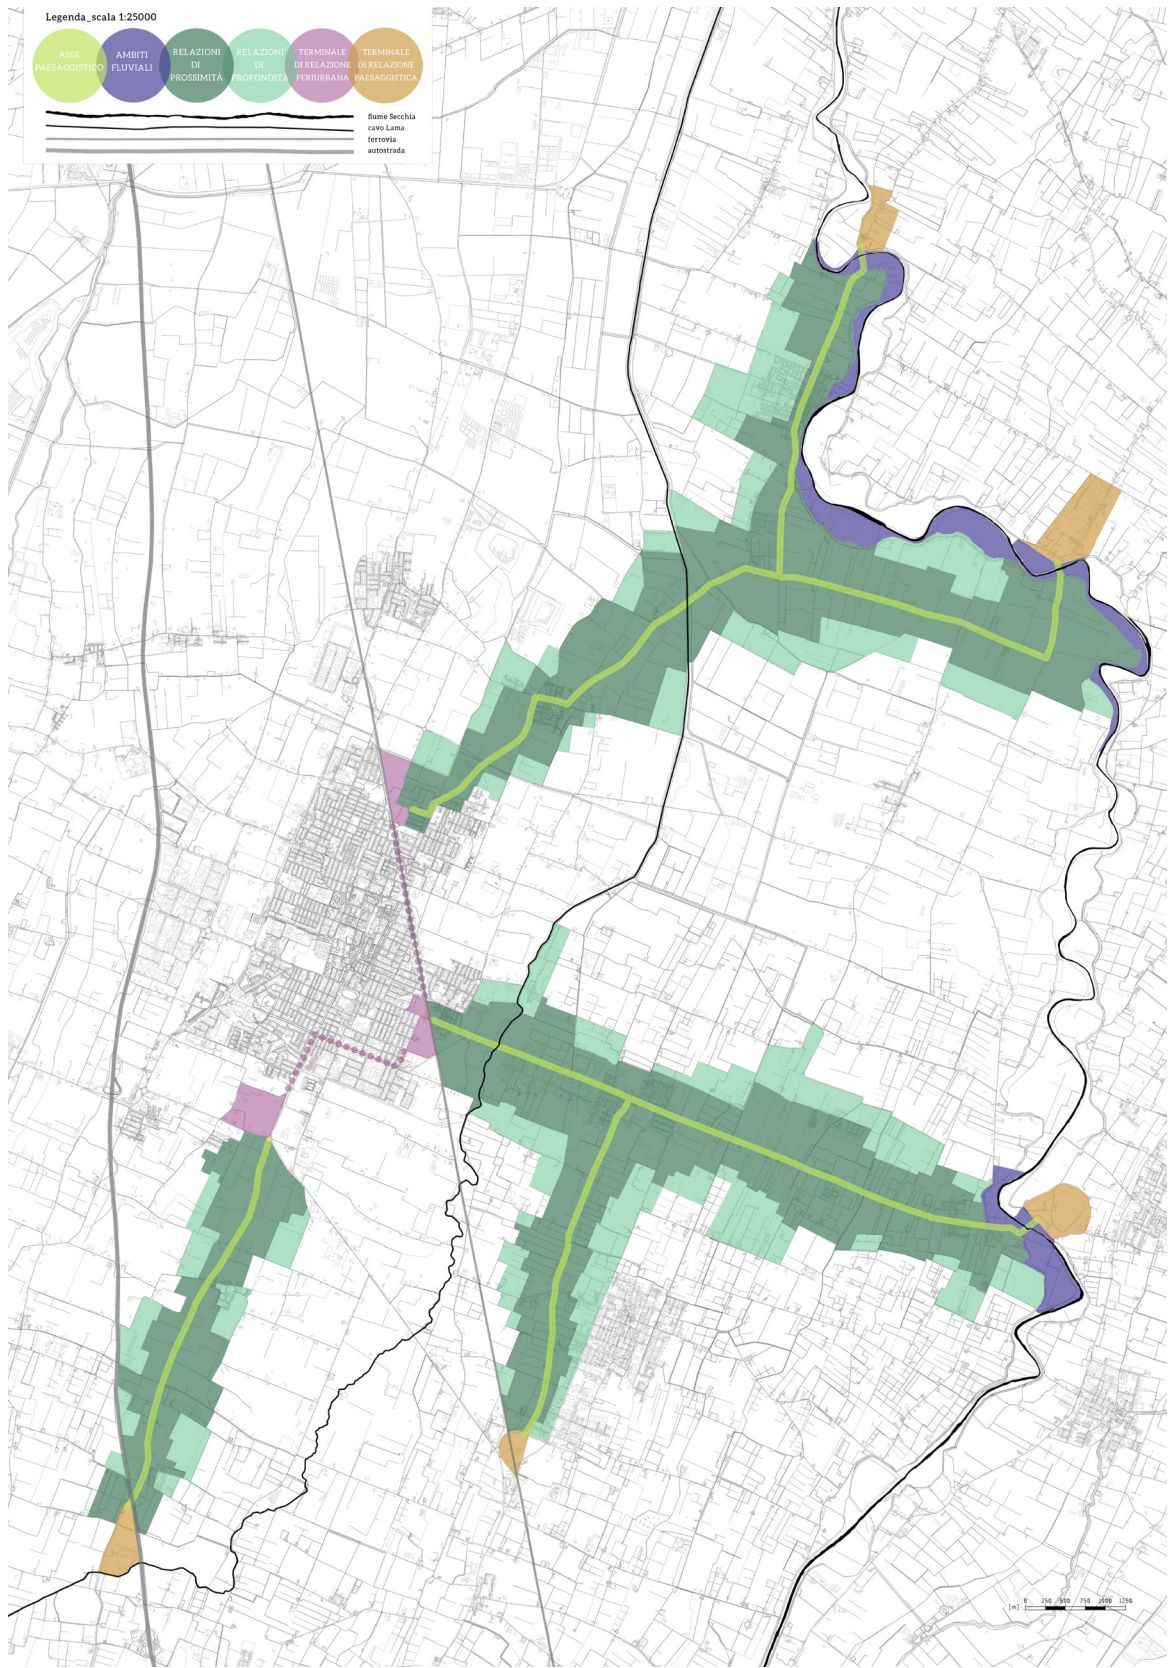 Legenda_scala 1:25000
ASSE
PAESAGGISTICO
AMBITI
FLUVIALI
RELAZIONI
DI
PROSSIMITÀ
RELAZIONI
DI
PROFONDITÀ
TERMINALE
DI RELAZIONE
PERIURBANA
TERMINALE
DI RELAZIONE
PAESAGGISTICA
fiume Secchia
cavo Lama
ferrovia
autostrada
[m] 0 250 500 750 1000 1250